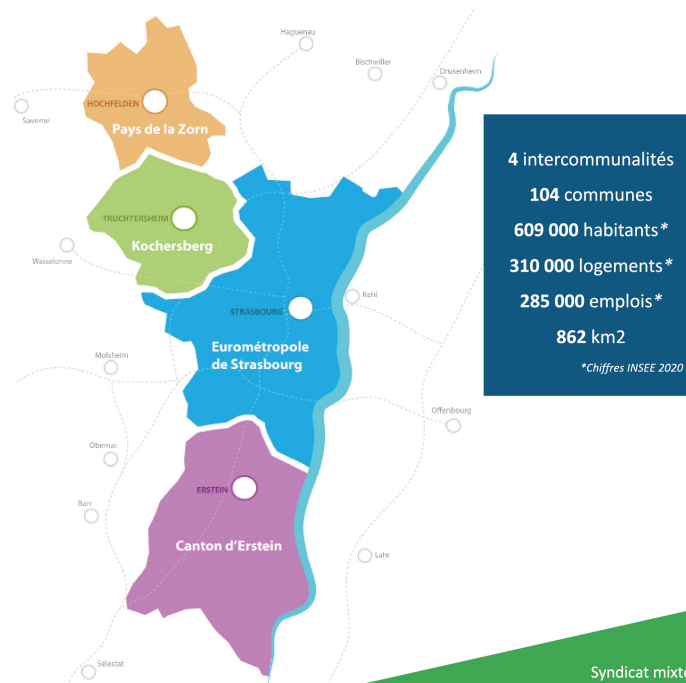 Haguenau
Bischwiller
Drusenheim
HOCHFELDEN
Saverne
Pays de la Zorn
TRUCHTERSHEIM
Kochersberg
Wasselonne
Kehl
STRASBOURG
Eurométropole
de Strasbourg
Molsheim
Offenbourg
Obernai
ERSTEIN
Barr
Canton d'Erstein
Lahr
Sélestat
4 intercommunalités
104 communes
609 000 habitants*
310 000 logements*
285 000 emplois*
862 km2
*Chiffres INSEE 2020
Syndicat mixte